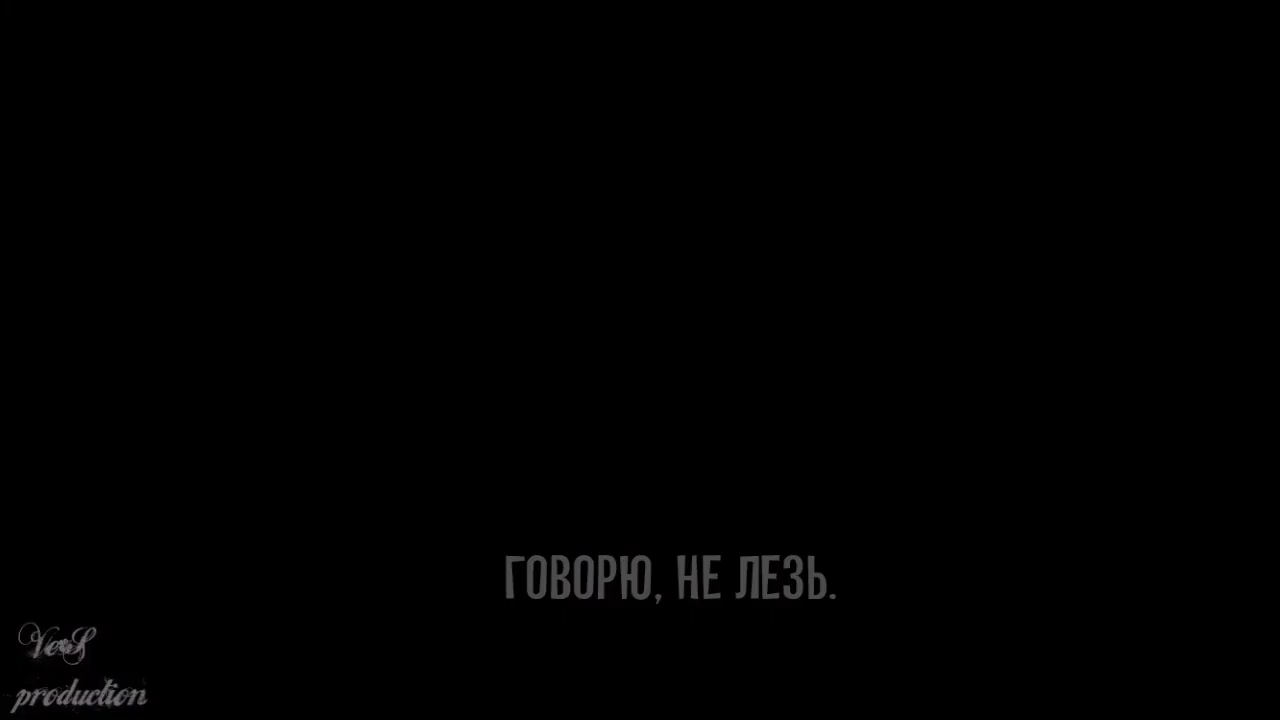 ГОВОРЮ, НЕ ЛЕЗЬ.
VeS
production